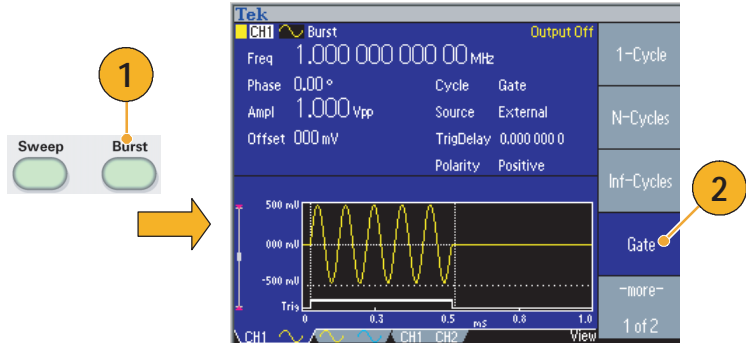 1
Sweep Burst
Tek
CH1 Burst Output Off
Freq 1.000 000 000 00 MHz
Phase 0.00 ° Cycle Gate
Ampl 1.000 Vpp Source External
Offset 000 mV TrigDelay 0.000 000 0
Polarity Positive
500 mU
000 mU
-500 mU
Trig
0 0.3 0.5 ms 0.8 1.0
CH1 CH1 CH2 View
1-Cycle
N-Cycles
Inf-Cycles
Gate
2
-more-
1 of 2